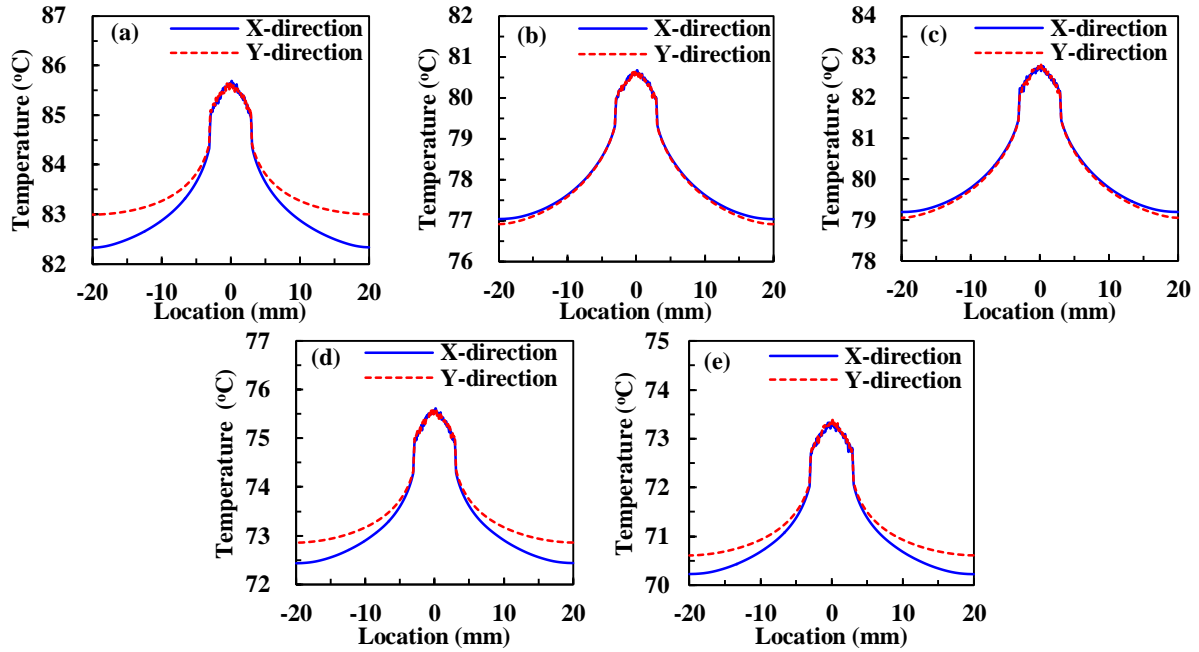 (a)
X-direction
Y-direction
Temperature (°C)
87
86
85
84
83
82
-20 -10 0 10 20
Location (mm)
(b)
X-direction
Y-direction
Temperature (°C)
82
81
80
79
78
77
76
-20 -10 0 10 20
Location (mm)
(c)
X-direction
Y-direction
Temperature (°C)
84
83
82
81
80
79
78
-20 -10 0 10 20
Location (mm)
(d)
X-direction
Y-direction
Temperature (°C)
77
76
75
74
73
72
-20 -10 0 10 20
Location (mm)
(e)
X-direction
Y-direction
Temperature (°C)
75
74
73
72
71
70
-20 -10 0 10 20
Location (mm)